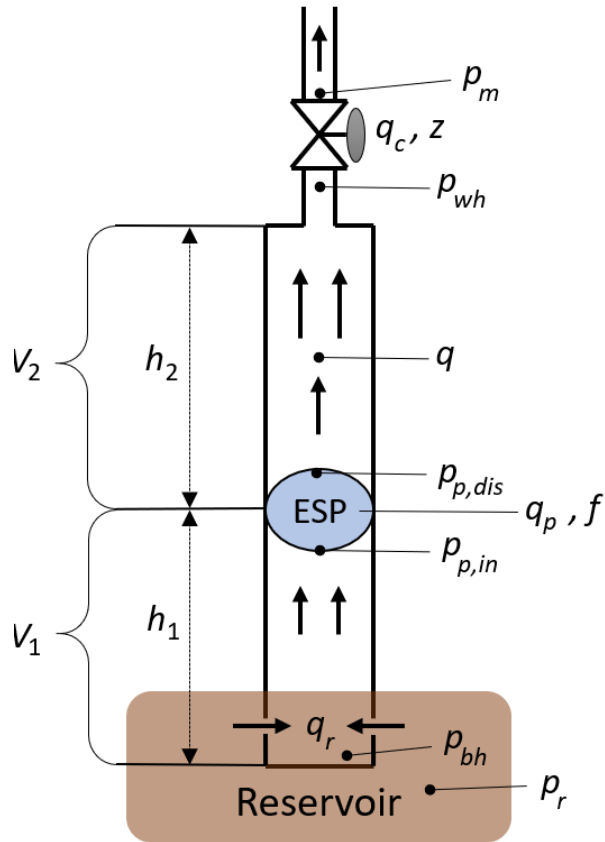 p_m
q_c , z
p_wh
V_2
h_2
q
p_p,dis
ESP
q_p , f
p_p,in
V_1
h_1
q_r
p_bh
Reservoir
p_r